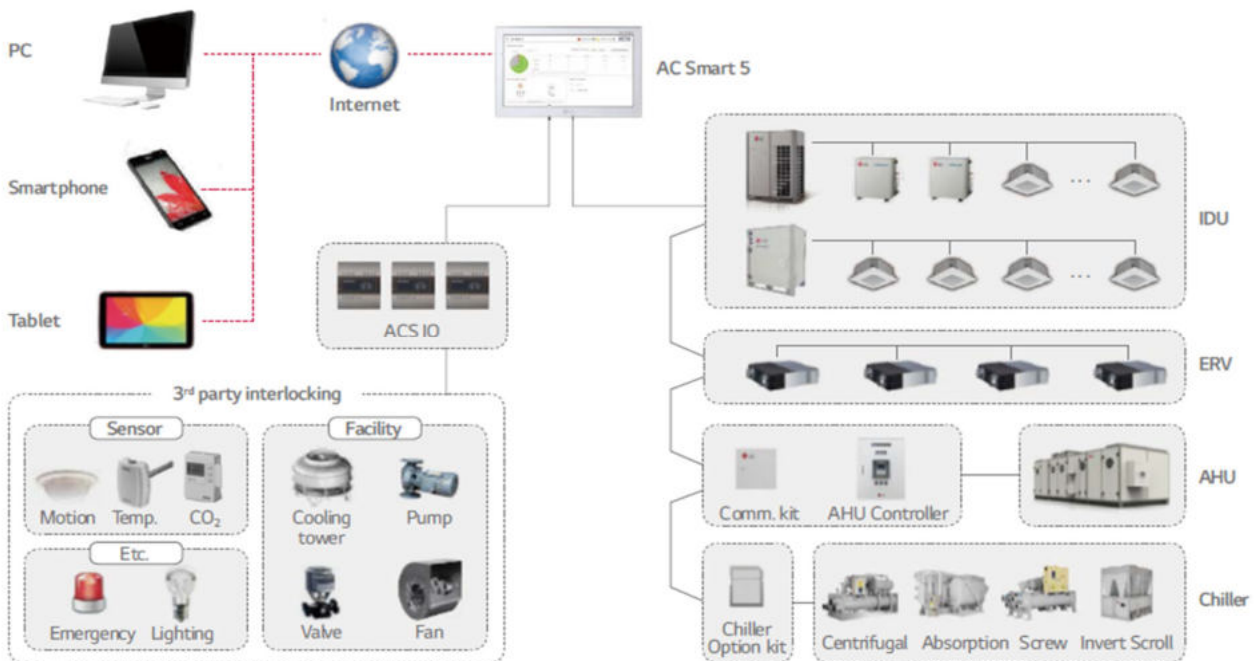 PC
Internet
AC Smart 5
Smartphone
Tablet
ACS IO
IDU
ERV
3rd party interlocking
Sensor
Motion
Temp.
CO₂
Etc.
Emergency
Lighting
Facility
Cooling
tower
Pump
Valve
Fan
Comm. kit
AHU Controller
AHU
Chiller
Option kit
Centrifugal
Absorption
Screw
Invert Scroll
Chiller